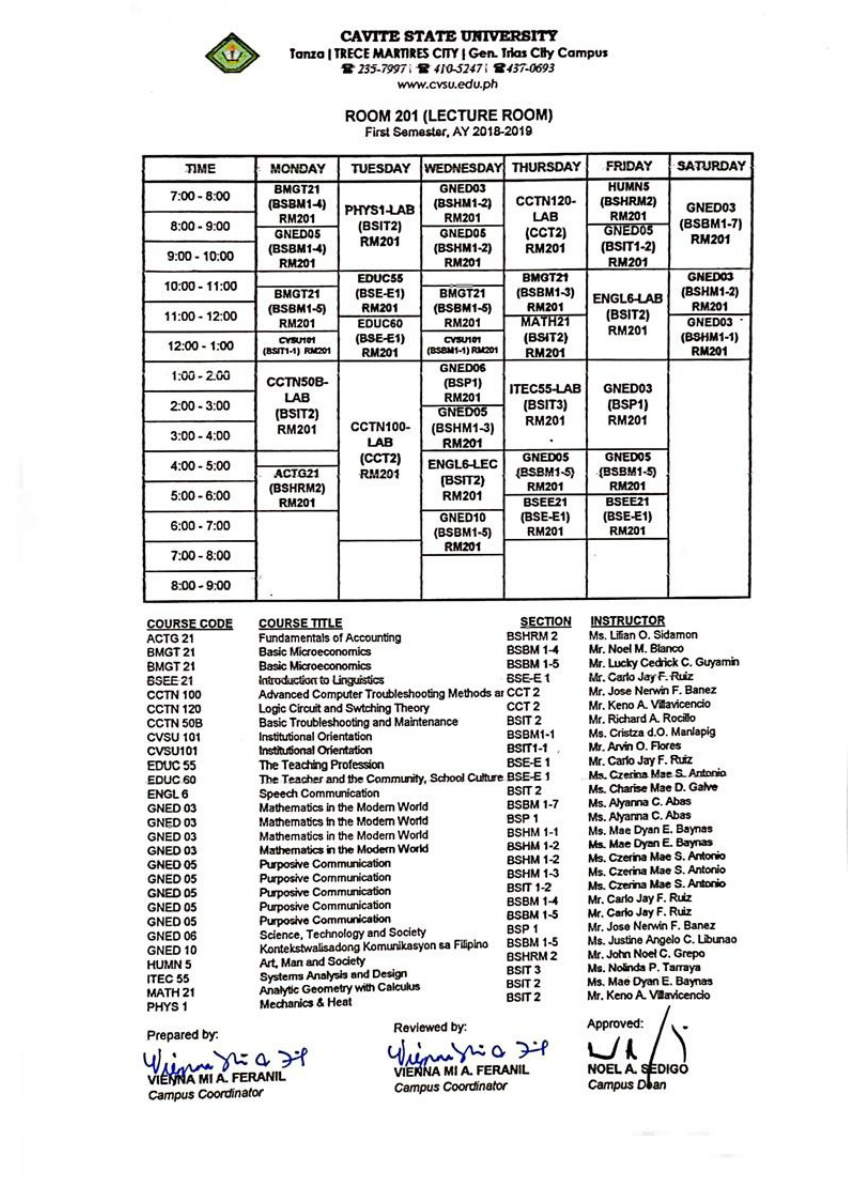 CAVITE STATE UNIVERSITY
Tanza | TRECE MARTIRES CITY | Gen. Trias City Campus
☎ 235-7997¦ ☎ 410-5247¦ ☎437-0693
www.cvsu.edu.ph
ROOM 201 (LECTURE ROOM)
First Semester, AY 2018-2019
TIME MONDAY TUESDAY WEDNESDAY THURSDAY FRIDAY SATURDAY
7:00 - 8:00
8:00 - 9:00
9:00 - 10:00
10:00 - 11:00
11:00 - 12:00
12:00 - 1:00
1:00 - 2:00
2:00 - 3:00
3:00 - 4:00
4:00 - 5:00
5:00 - 6:00
6:00 - 7:00
7:00 - 8:00
8:00 - 9:00
BMGT21
(BSBM1-4)
RM201
GNED05
(BSBM1-4)
RM201
BMGT21
(BSBM1-5)
RM201
CVSU101
(BSIT1-1) RM201
CCTN50B-
LAB
(BSIT2)
RM201
ACTG21
(BSHRM2)
RM201
PHYS1-LAB
(BSIT2)
RM201
EDUC55
(BSE-E1)
RM201
EDUC60
(BSE-E1)
RM201
CCTN100-
LAB
(CCT2)
RM201
GNED03
(BSHM1-2)
RM201
GNED05
(BSHM1-2)
RM201
BMGT21
(BSBM1-5)
RM201
CVSU101
(BSBM1-1) RM201
GNED06
(BSP1)
RM201
GNED05
(BSHM1-3)
RM201
ENGL6-LEC
(BSIT2)
RM201
GNED10
(BSBM1-5)
RM201
CCTN120-
LAB
(CCT2)
RM201
BMGT21
(BSBM1-3)
RM201
MATH21
(BSIT2)
RM201
ITEC55-LAB
(BSIT3)
RM201
GNED05
(BSBM1-5)
RM201
BSEE21
(BSE-E1)
RM201
HUMN5
(BSHRM2)
RM201
GNED05
(BSIT1-2)
RM201
ENGL6-LAB
(BSIT2)
RM201
GNED03
(BSP1)
RM201
GNED05
(BSBM1-5)
RM201
BSEE21
(BSE-E1)
RM201
GNED03
(BSBM1-7)
RM201
GNED03
(BSHM1-2)
RM201
GNED03
(BSHM1-1)
RM201
COURSE CODE COURSE TITLE SECTION INSTRUCTOR
ACTG 21 Fundamentals of Accounting BSHRM 2 Ms. Lilian O. Sidamon
BMGT 21 Basic Microeconomics BSBM 1-4 Mr. Noel M. Blanco
BMGT 21 Basic Microeconomics BSBM 1-5 Mr. Lucky Cedrick C. Guyamin
BSEE 21 Introduction to Linguistics BSE-E 1 Mr. Carlo Jay F. Ruiz
CCTN 100 Advanced Computer Troubleshooting Methods ar CCT 2 Mr. Jose Nerwin F. Banez
CCTN 120 Logic Circuit and Swtching Theory CCT 2 Mr. Keno A. Villavicencio
CCTN 50B Basic Troubleshooting and Maintenance BSIT 2 Mr. Richard A. Rocillo
CVSU 101 Institutional Orientation BSBM1-1 Ms. Cristza d.O. Manlapig
CVSU101 Institutional Orientation BSIT1-1 Mr. Arvin O. Flores
EDUC 55 The Teaching Profession BSE-E 1 Mr. Carlo Jay F. Ruiz
EDUC 60 The Teacher and the Community, School Culture BSE-E 1 Ms. Czerina Mae S. Antonio
ENGL 6 Speech Communication BSIT 2 Ms. Charise Mae D. Galve
GNED 03 Mathematics in the Modern World BSBM 1-7 Ms. Alyanna C. Abas
GNED 03 Mathematics in the Modern World BSP 1 Ms. Alyanna C. Abas
GNED 03 Mathematics in the Modern World BSHM 1-1 Ms. Mae Dyan E. Baynas
GNED 03 Mathematics in the Modern World BSHM 1-2 Ms. Mae Dyan E. Baynas
GNED 05 Purposive Communication BSHM 1-2 Ms. Czerina Mae S. Antonio
GNED 05 Purposive Communication BSHM 1-3 Ms. Czerina Mae S. Antonio
GNED 05 Purposive Communication BSIT 1-2 Ms. Czerina Mae S. Antonio
GNED 05 Purposive Communication BSBM 1-4 Mr. Carlo Jay F. Ruiz
GNED 05 Purposive Communication BSBM 1-5 Mr. Carlo Jay F. Ruiz
GNED 06 Science, Technology and Society BSP 1 Mr. Jose Nerwin F. Banez
GNED 10 Kontekstwalisadong Komunikasyon sa Filipino BSBM 1-5 Ms. Justine Angelo C. Libunao
HUMN 5 Art, Man and Society BSHRM 2 Mr. John Noel C. Grepo
ITEC 55 Systems Analysis and Design BSIT 3 Ms. Nolinda P. Tarraya
MATH 21 Analytic Geometry with Calculus BSIT 2 Ms. Mae Dyan E. Baynas
PHYS 1 Mechanics & Heat BSIT 2 Mr. Keno A. Villavicencio
Prepared by: Reviewed by: Approved:
VIENNA MI A. FERANIL VIENNA MI A. FERANIL NOEL A. SEDIGO
Campus Coordinator Campus Coordinator Campus Dean